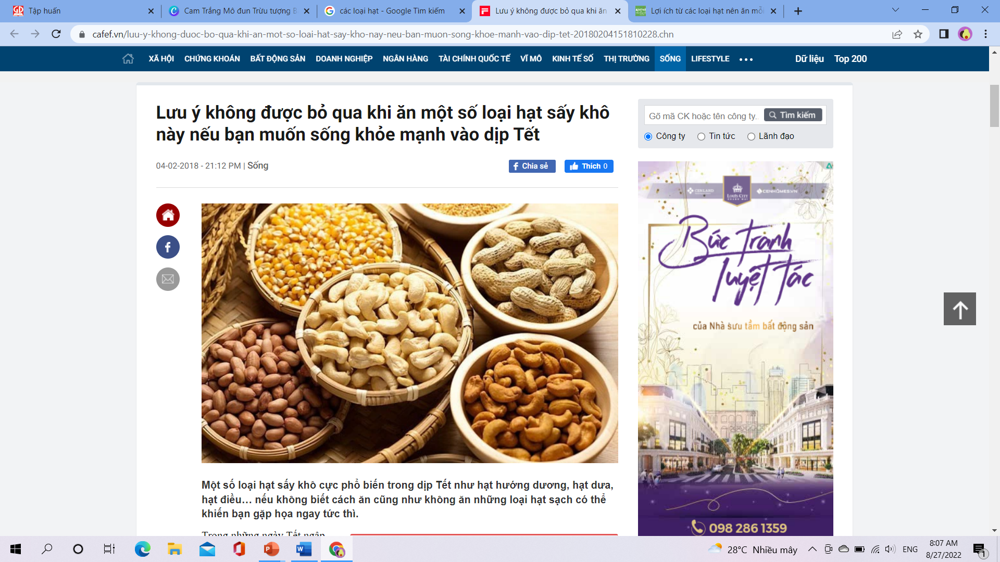 Tập huấn
Cam Trắng Mô đun Trừu tượng B
các loại hạt - Google Tìm kiếm
Lưu ý không được bỏ qua khi ăn
Lợi ích từ các loại hạt nên ăn mỗi
cafef.vn/luu-y-khong-duoc-bo-qua-khi-an-mot-so-loai-hat-say-kho-nay-neu-ban-muon-song-khoe-manh-vao-dip-tet-20180204151810228.chn
XÃ HỘI CHỨNG KHOÁN BẤT ĐỘNG SẢN DOANH NGHIỆP NGÂN HÀNG TÀI CHÍNH QUỐC TẾ VĨ MÔ KINH TẾ SỐ THỊ TRƯỜNG SỐNG LIFESTYLE Dữ liệu Top 200
Lưu ý không được bỏ qua khi ăn một số loại hạt sấy khô
này nếu bạn muốn sống khỏe mạnh vào dịp Tết
04-02-2018 - 21:12 PM | Sống
Chia sẻ
Thích 0
Gõ mã CK hoặc tên công ty..
Tìm kiếm
Công ty Tin tức Lãnh đạo
CENLAND
LOUIS CITY
HOANG MAI
CENHOMES.VN
Bức tranh
tuyệt tác
của Nhà sưu tầm bất động sản
098 286 1359
Một số loại hạt sấy khô cực phổ biến trong dịp Tết như hạt hướng dương, hạt dưa,
hạt điều... nếu không biết cách ăn cũng như không ăn những loại hạt sạch có thể
khiến bạn gặp họa ngay tức thì.
Trong những ngày Tết ngập
28°C Nhiều mây
ENG
8:07 AM
8/27/2022
1